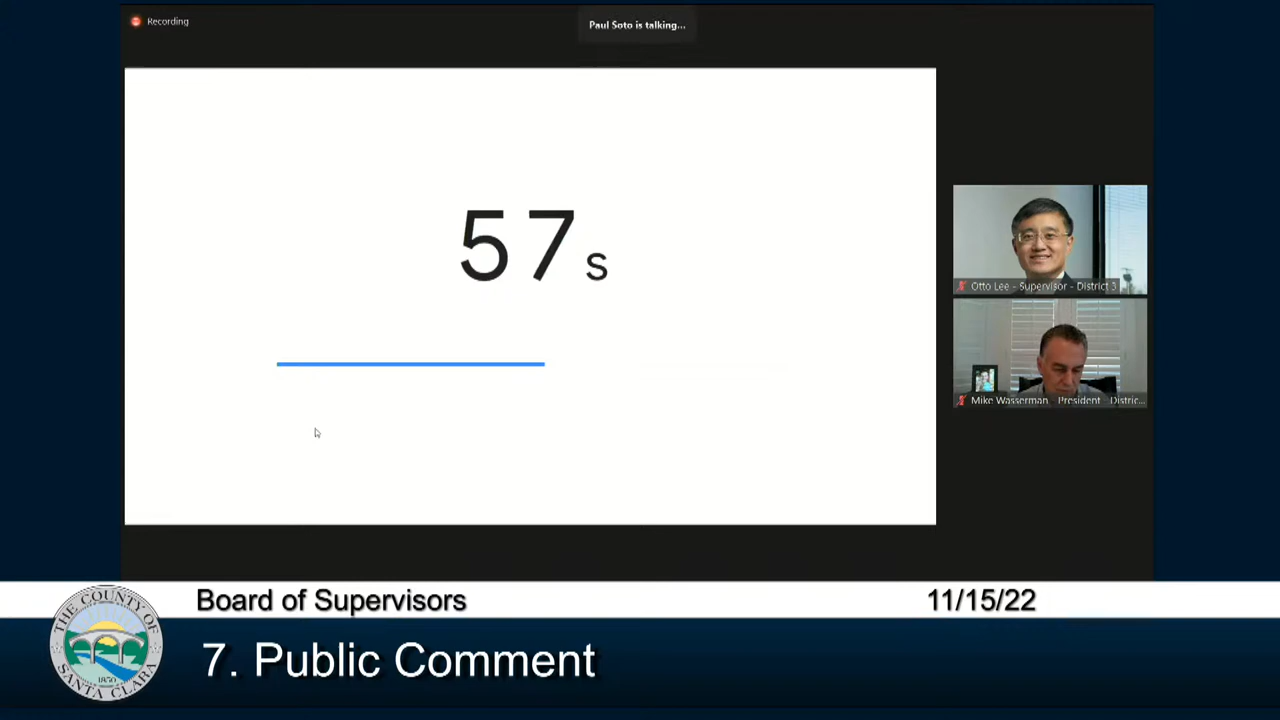 Recording
Paul Soto is talking...
57s
Otto Lee - Supervisor - District 3
Mike Wasserman - President - Distric...
Board of Supervisors
11/15/22
7. Public Comment
THE COUNTY OF
SANTA CLARA
1850